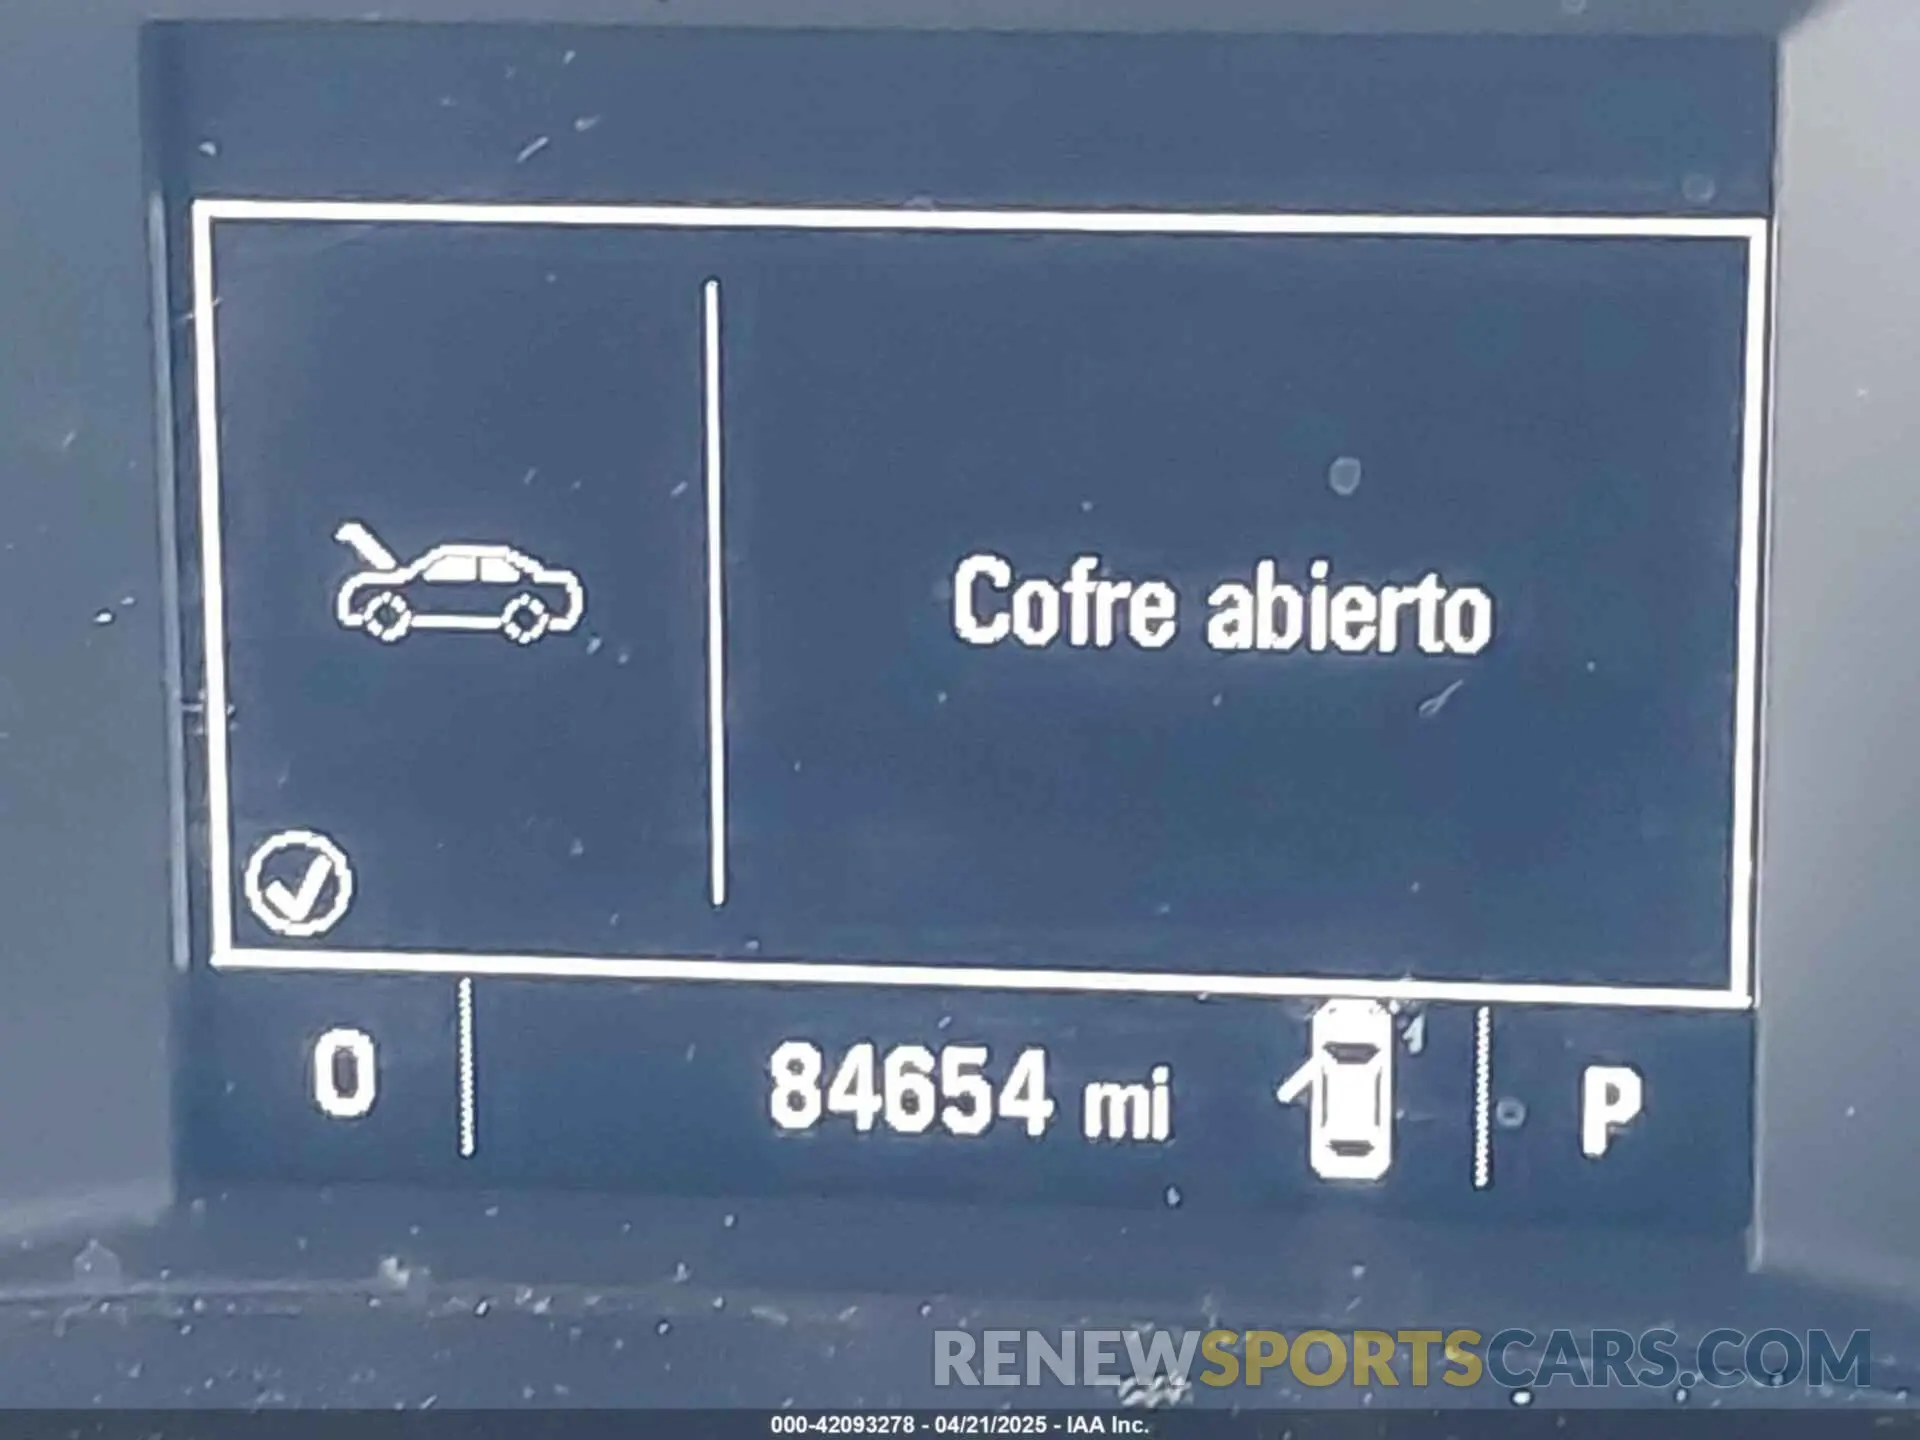 Cofre abierto
0 84654 mi P
RENEWSPORTSCARS.COM
000-42093278 - 04/21/2025 - IAA Inc.